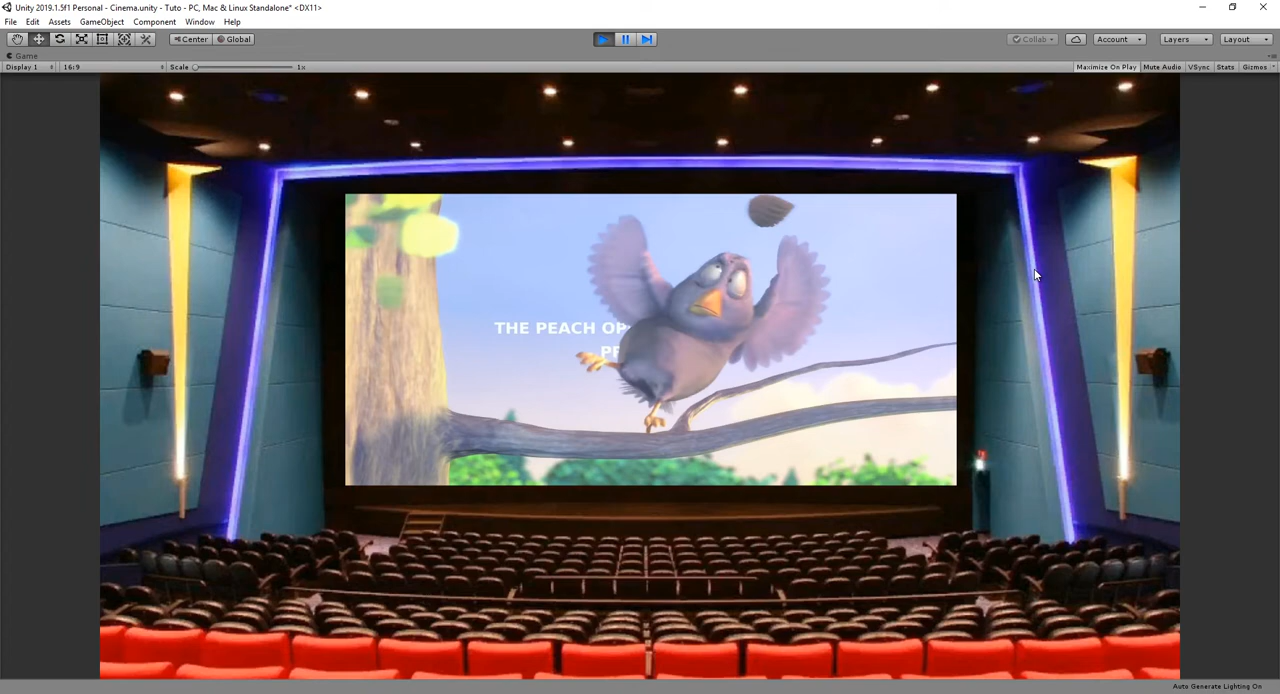 Unity 2019.1.5f1 Personal - Cinema.unity - Tuto - PC, Mac & Linux Standalone* <DX11>
File Edit Assets GameObject Component Window Help
Center Global Collab Account Layers Layout
Game
Display 1 16:9 Scale 1x Maximize On Play Mute Audio VSync Stats Gizmos
THE PEACH OP
PE
Auto Generate Lighting On